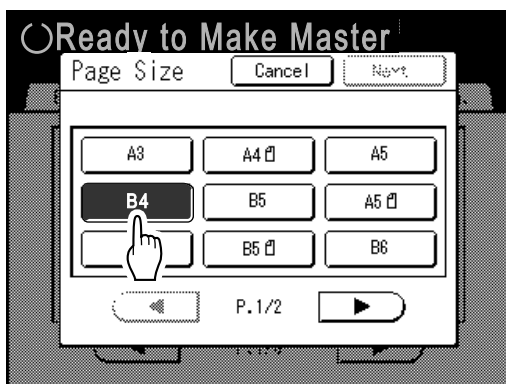 Ready to Make Master
Page Size Cancel Next
A3 A4 A5
B4 B5 A5
B5 B6
P.1/2